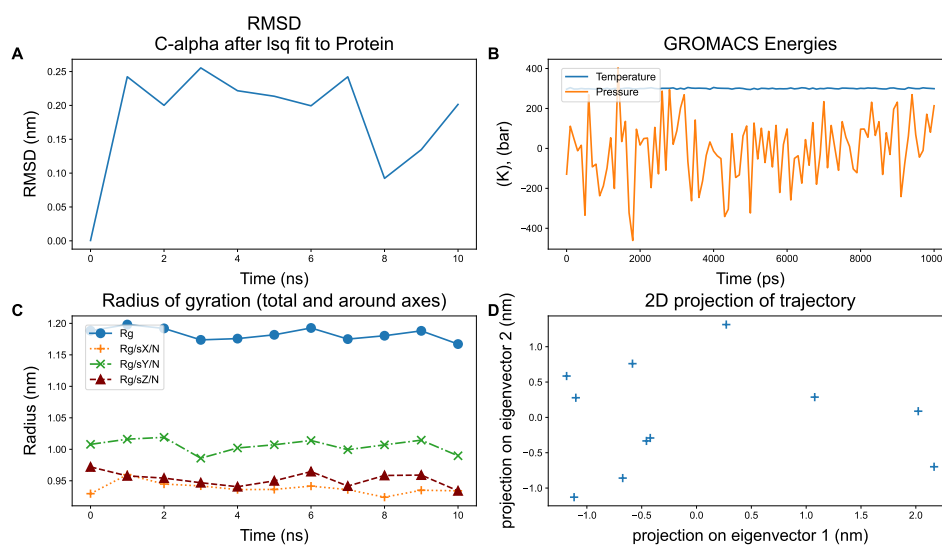 RMSD
C-alpha after lsq fit to Protein
A
RMSD (nm)
0.25
0.20
0.15
0.10
0.05
0.00
0 2 4 6 8 10
Time (ns)
GROMACS Energies
B
(K), (bar)
400
200
0
−200
−400
Temperature
Pressure
0 2000 4000 6000 8000 1000
Time (ps)
Radius of gyration (total and around axes)
C
Radius (nm)
1.20
1.15
1.10
1.05
1.00
0.95
Rg
Rg/sX/N
Rg/sY/N
Rg/sZ/N
0 2 4 6 8 10
Time (ns)
2D projection of trajectory
D
projection on eigenvector 2 (nm)
1.0
0.5
0.0
−0.5
−1.0
−1.0 −0.5 0.0 0.5 1.0 1.5 2.0
projection on eigenvector 1 (nm)